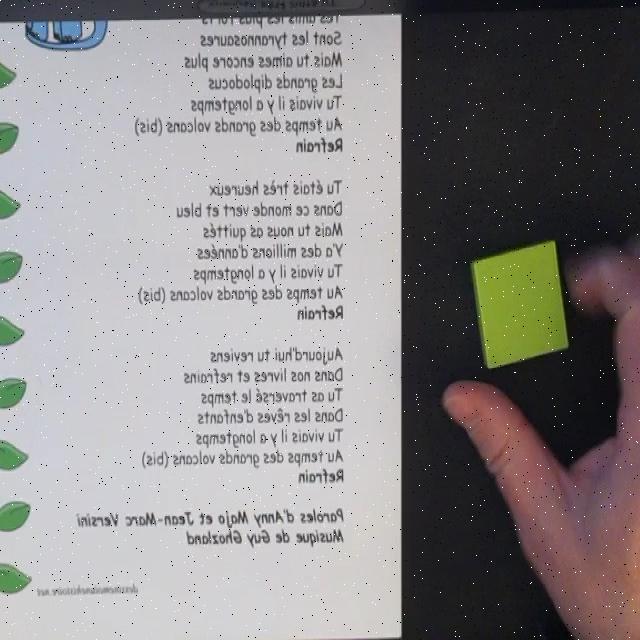 Tes amis les plus forts
Sont les tyrannosaures
Mais tu aimes encore plus
Les grands diplodocus
Tu vivais il y a longtemps
Au temps des grands volcans (bis)
Refrain
Tu étais très heureux
Dans ce monde vert et bleu
Mais tu nous as quittés
Y'a des millions d'années
Tu vivais il y a longtemps
Au temps des grands volcans (bis)
Refrain
Aujourd'hui tu reviens
Dans nos livres et refrains
Tu as traversé le temps
Dans les rêves d'enfants
Tu vivais il y a longtemps
Au temps des grands volcans (bis)
Refrain
Paroles d'Anny Majo et Jean-Marc Versini
Musique de Guy Ghozland